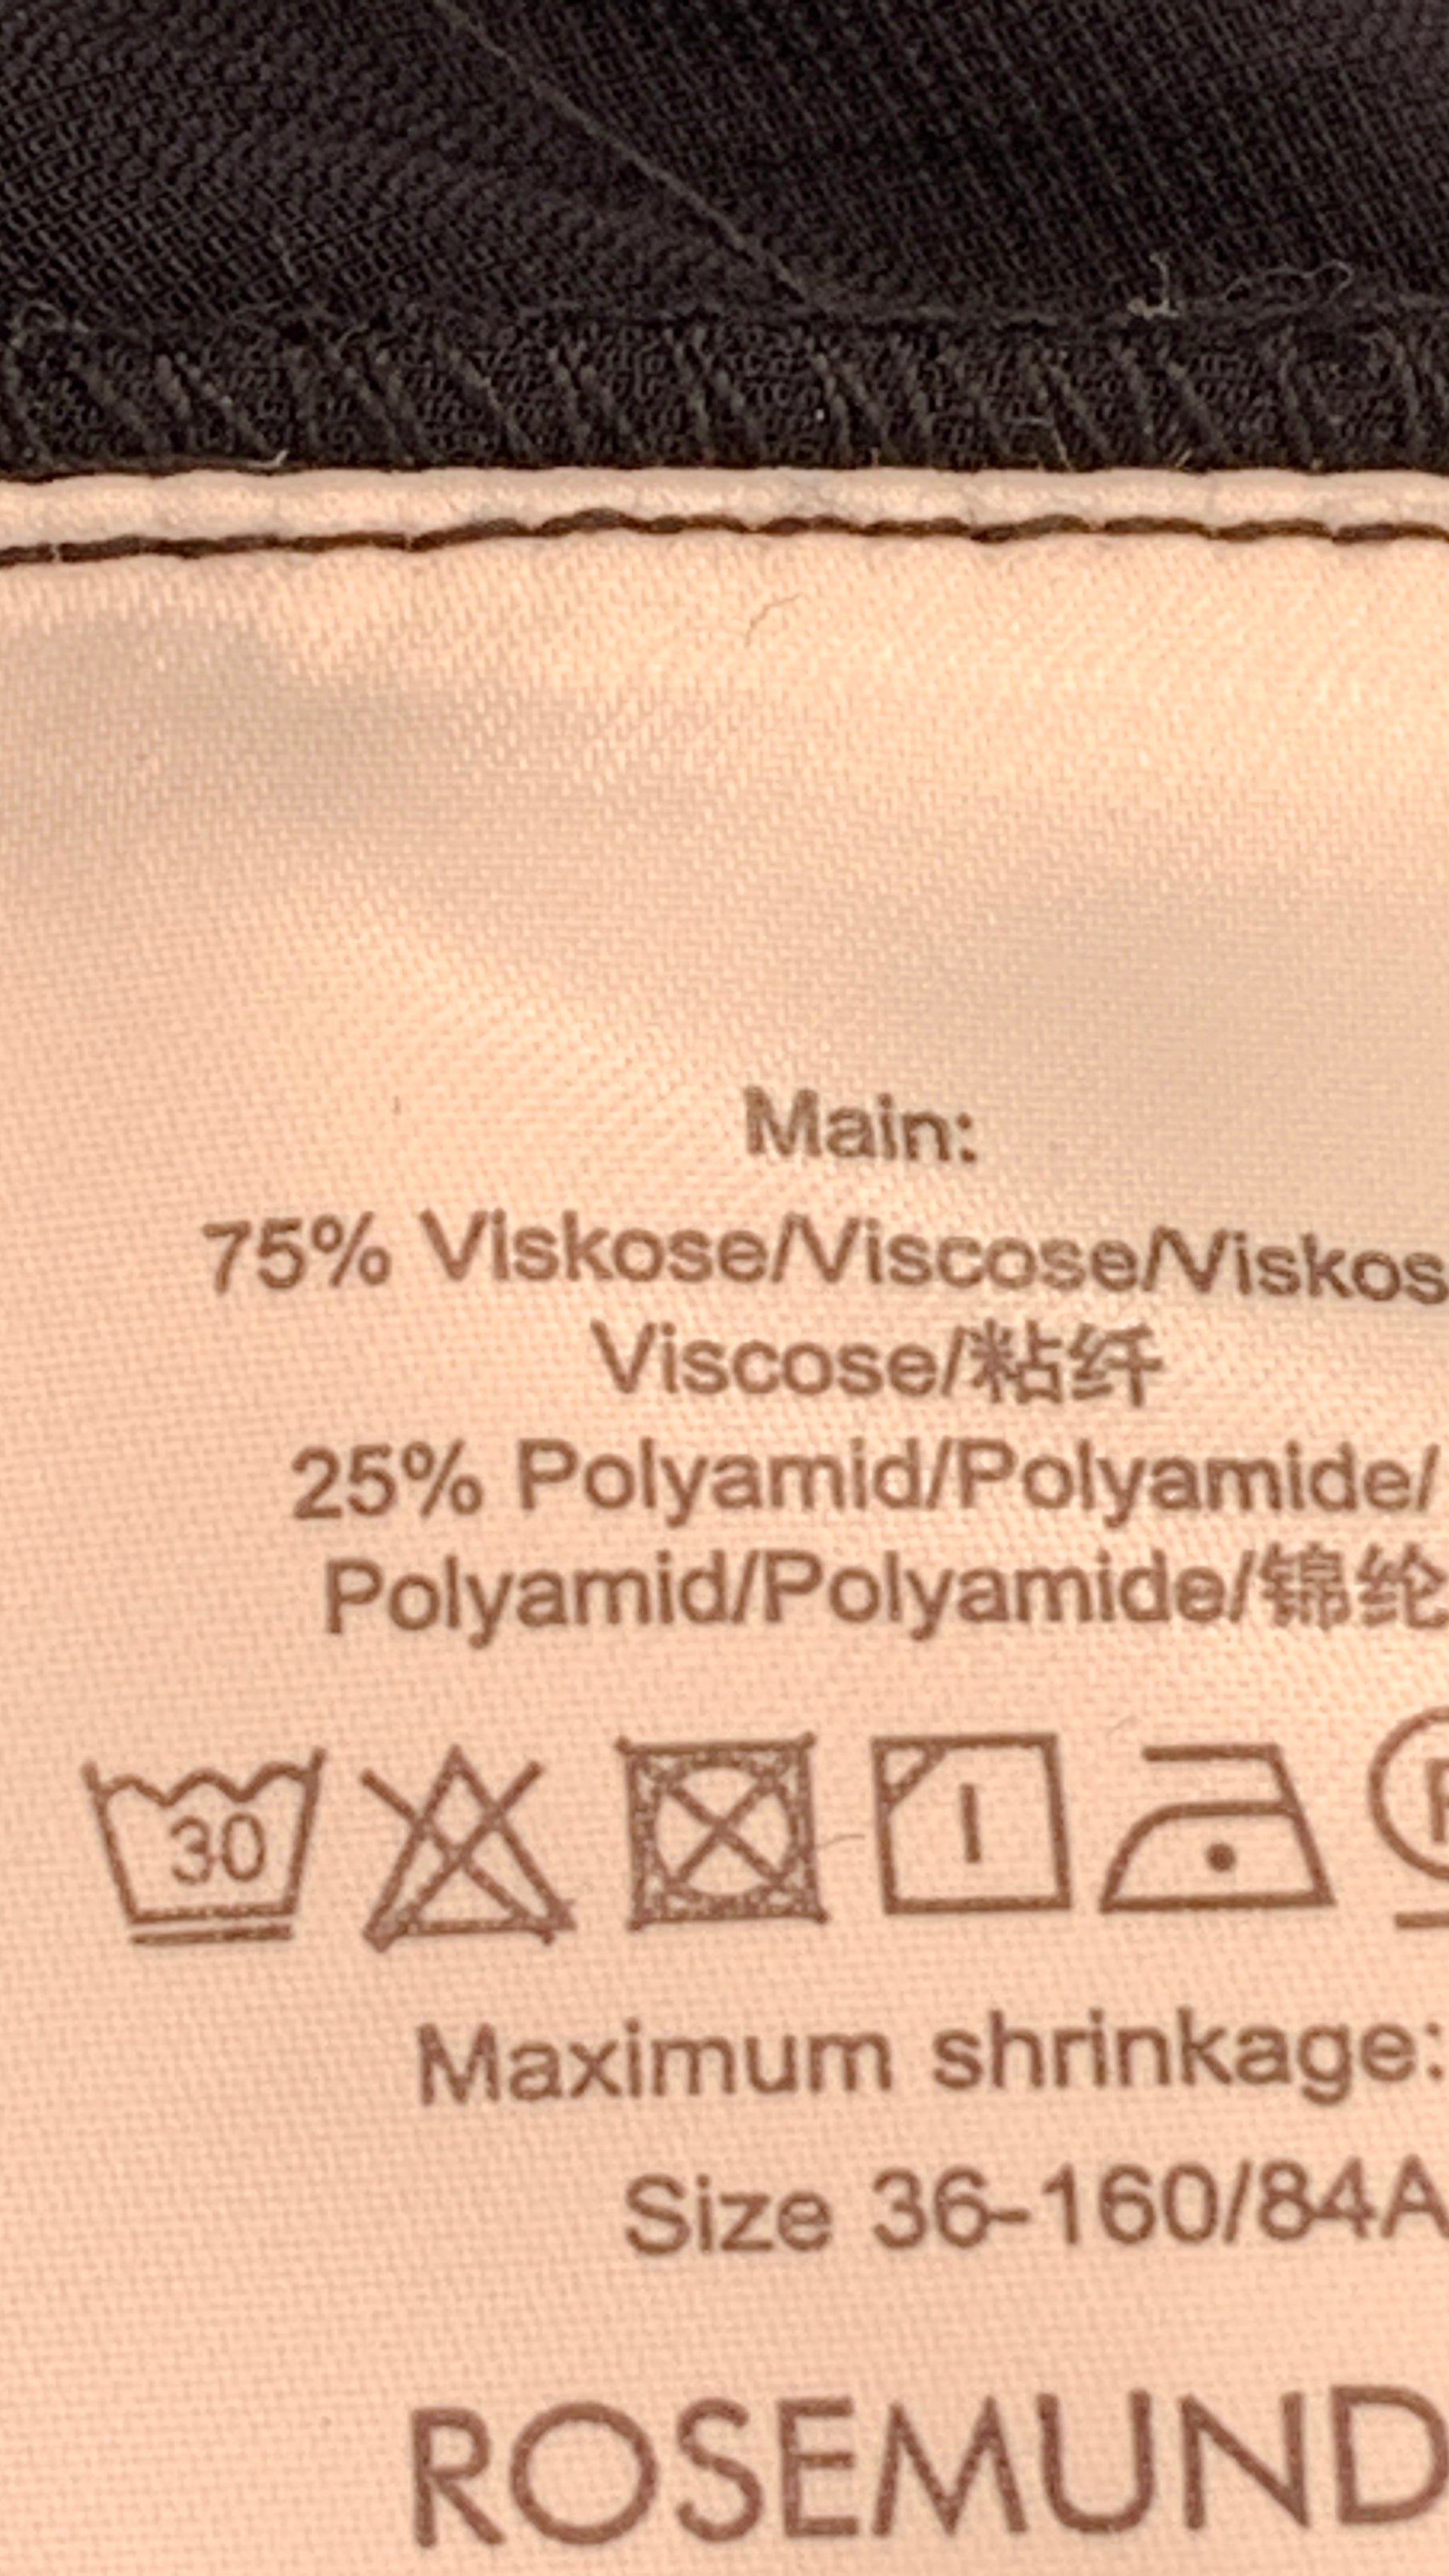 Main:
75% Viskose/Viscose/Viskos
Viscose/粘纤
25% Polyamid/Polyamide/
Polyamid/Polyamide/锦纶
30
Maximum shrinkage:
Size 36-160/84A
ROSEMUND